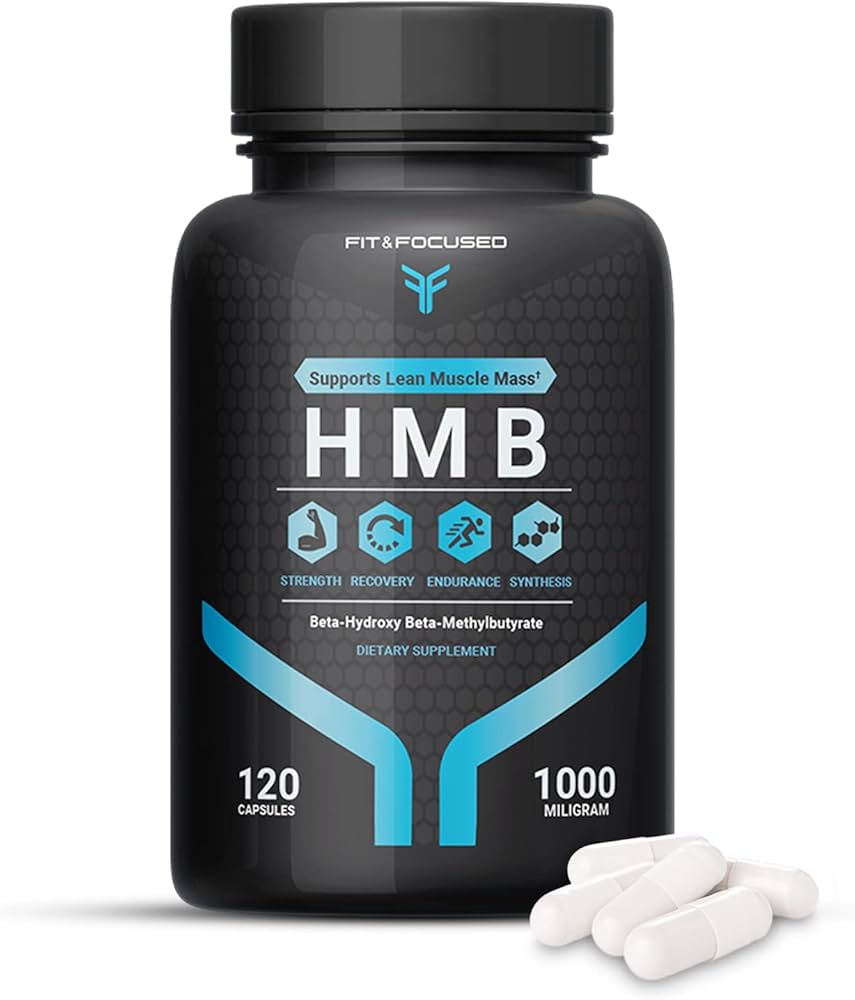 FIT&FOCUSED
Supports Lean Muscle Mass†
HMB
STRENGTH RECOVERY ENDURANCE SYNTHESIS
Beta-Hydroxy Beta-Methylbutyrate
DIETARY SUPPLEMENT
120
CAPSULES
1000
MILIGRAM